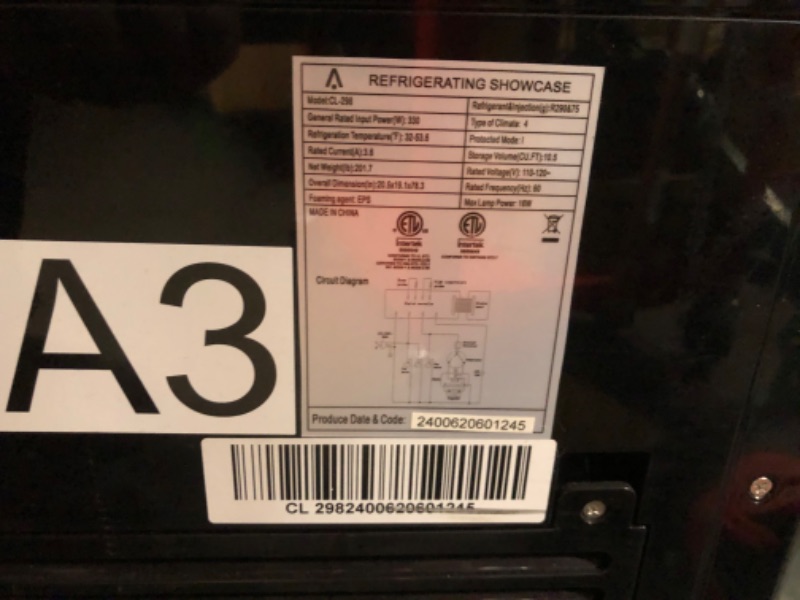 REFRIGERATING SHOWCASE
Model:CL-298
Refrigerant&Injection(g):R290&75
General Rated Input Power(W): 330
Type of Climate: 4
Refrigeration Temperature(°F): 32-53.6
Protected Mode: I
Rated Current(A):3.6
Storage Volume(CU.FT):10.5
Net Weight(lb):201.7
Rated Voltage(V): 110-120~
Overall Dimension(in):20.5x19.1x78.3
Rated Frequency(Hz): 60
Foaming agent: EPS
Max Lamp Power: 16W
MADE IN CHINA
ETL ETL
Intertek Intertek
Circuit Diagram
A3
Produce Date & Code: 2400620601245
CL 2982400620601245